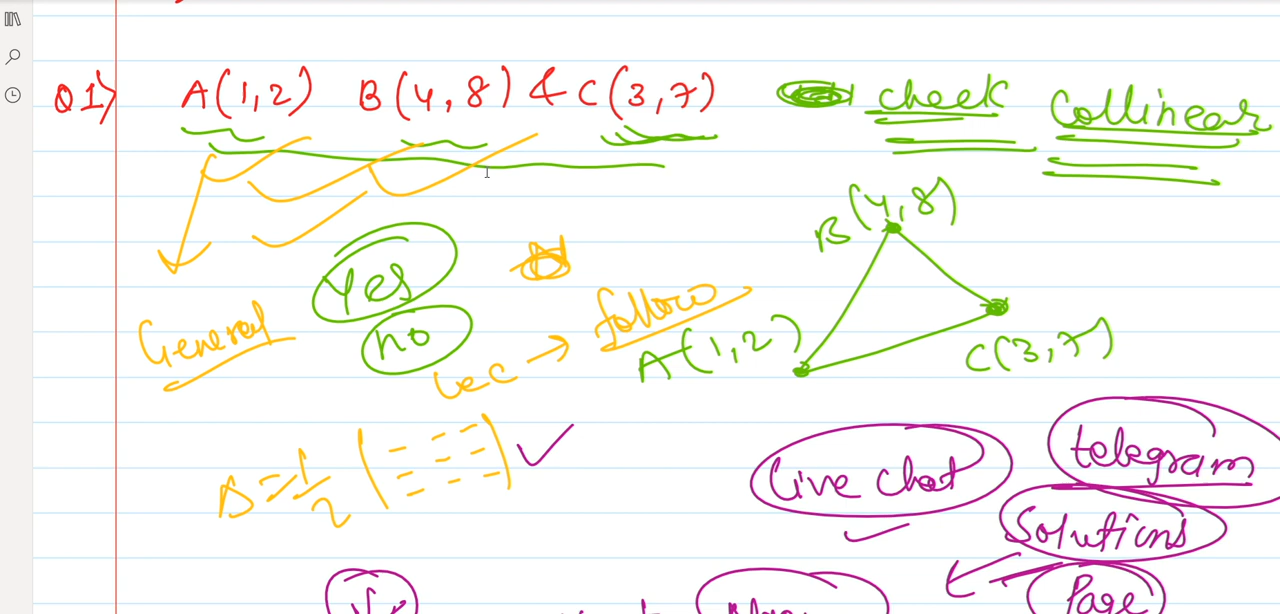 Q1) A(1,2) B(4,8) & C(3,7) check Collinear
B(4,8)
Yes
no
General
follow
Lec →
A(1,2)
C(3,7)
Δ = 1/2
Live chat
telegram
Solutions
Page